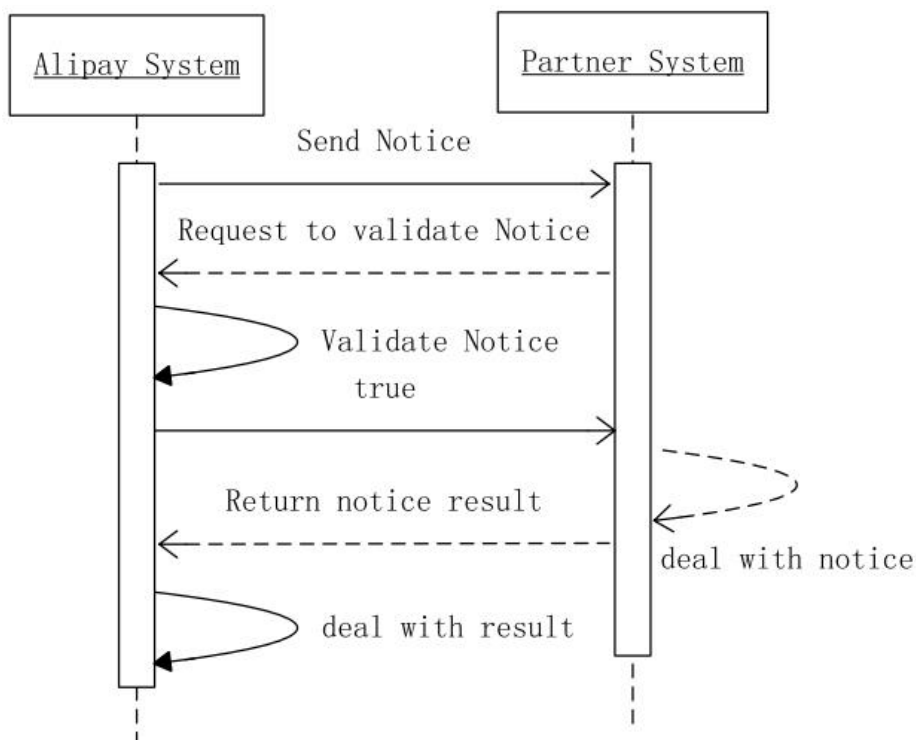 Alipay System
Partner System
Send Notice
Request to validate Notice
Validate Notice
true
Return notice result
deal with notice
deal with result